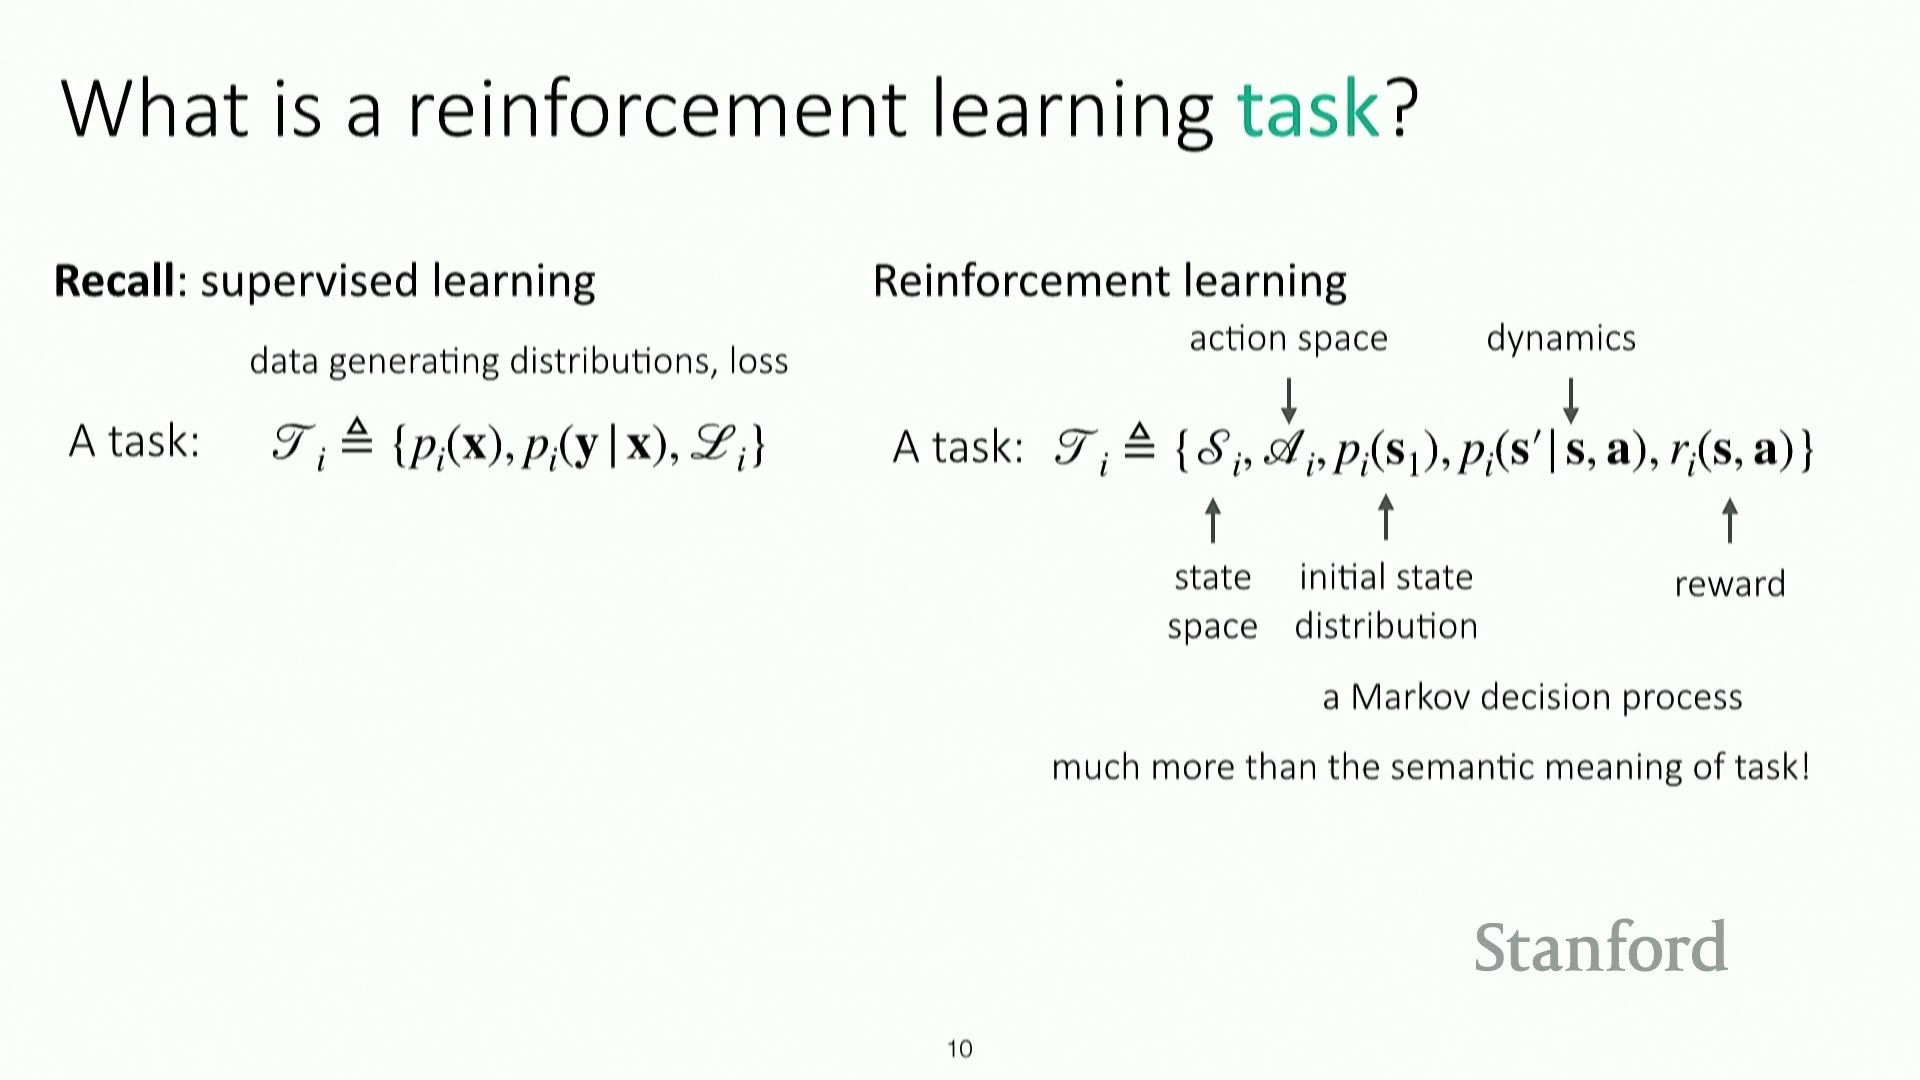 What is a reinforcement learning task?
Recall: supervised learning
data generating distributions, loss
A task: 𝒯ᵢ ≜ {pᵢ(x), pᵢ(y|x), ℒᵢ}
Reinforcement learning
action space
dynamics
A task: 𝒯ᵢ ≜ {𝒮ᵢ, 𝒜ᵢ, pᵢ(s₁), pᵢ(s′|s, a), rᵢ(s, a)}
state space
initial state distribution
reward
a Markov decision process
much more than the semantic meaning of task!
Stanford
10